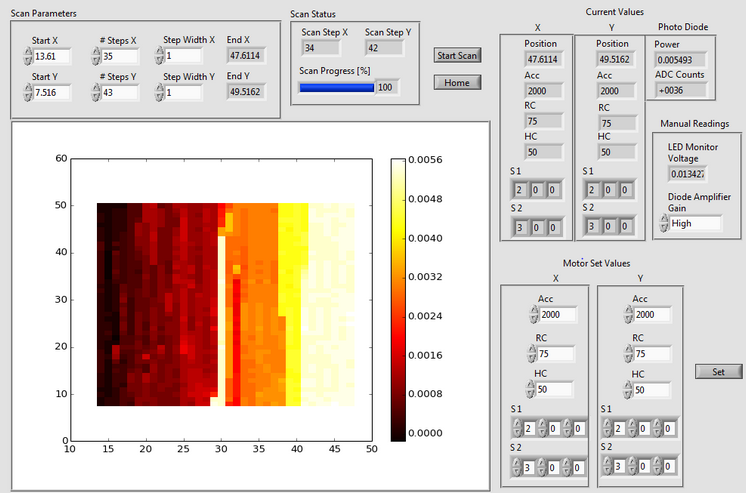 Scan Parameters
Start X # Steps X Step Width X End X
13.61 35 1 47.6114
Start Y # Steps Y Step Width Y End Y
7.516 43 1 49.5162
Scan Status
Scan Step X Scan Step Y
34 42
Scan Progress [%]
100
Start Scan
Home
Current Values
X Y
Position Position
47.6114 49.5162
Acc Acc
2000 2000
RC RC
75 75
HC HC
50 50
S 1 S 1
2 0 0 2 0 0
S 2 S 2
3 0 0 3 0 0
Photo Diode
Power
0.005493
ADC Counts
+0036
Manual Readings
LED Monitor
Voltage
0.013427
Diode Amplifier
Gain
High
60
50
40
30
20
10
0
10 15 20 25 30 35 40 45 50
0.0056
0.0048
0.0040
0.0032
0.0024
0.0016
0.0008
0.0000
Motor Set Values
X Y
Acc Acc
2000 2000
RC RC
75 75
HC HC
50 50
S 1 S 1
2 0 0 2 0 0
S 2 S 2
3 0 0 3 0 0
Set